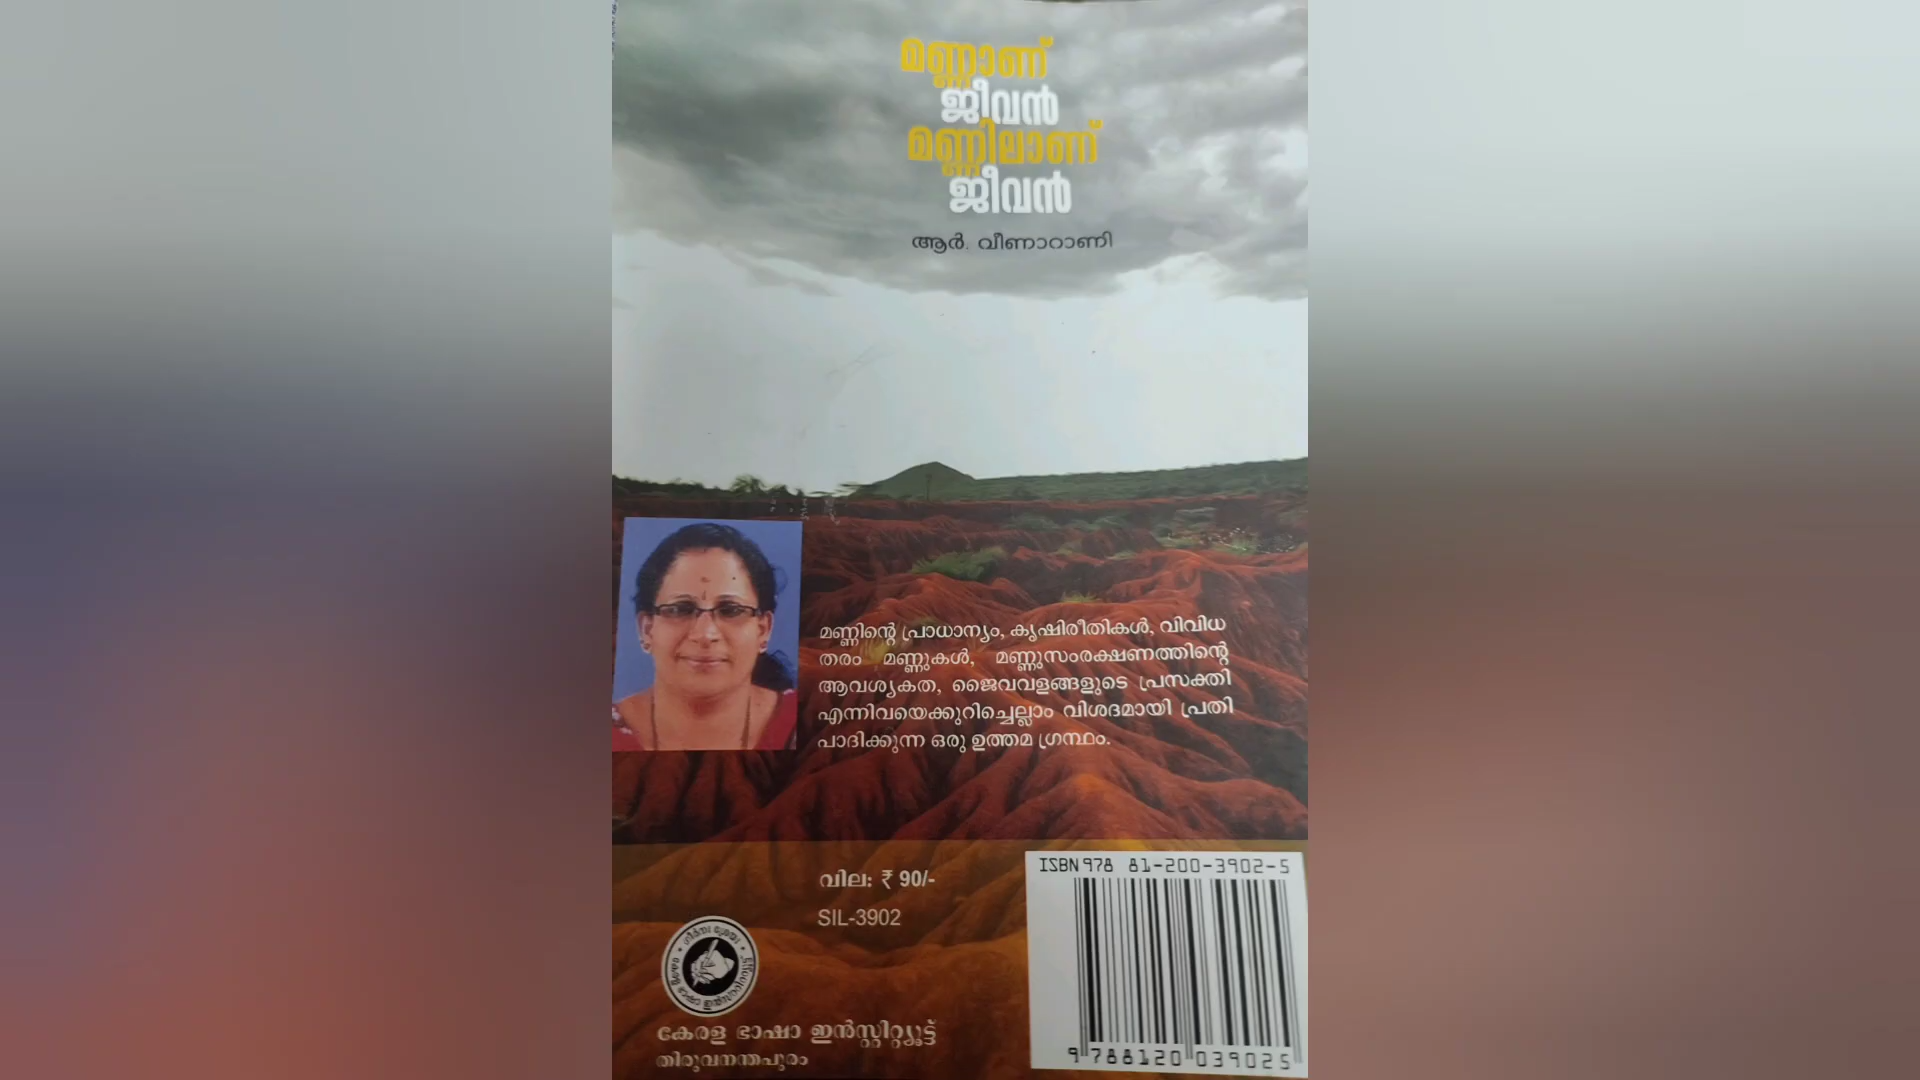 മണ്ണാണ്
ജീവൻ
മണ്ണിലാണ്
ജീവൻ
ആർ. വീണാറാണി
മണ്ണിന്റെ പ്രാധാന്യം, കൃഷിരീതികൾ, വിവിധ
തരം മണ്ണുകൾ, മണ്ണുസംരക്ഷണത്തിന്റെ
ആവശ്യകത, ജൈവവളങ്ങളുടെ പ്രസക്തി
എന്നിവയെക്കുറിച്ചെല്ലാം വിശദമായി പ്രതി
പാദിക്കുന്ന ഒരു ഉത്തമ ഗ്രന്ഥം.
വില: ₹ 90/-
SIL-3902
കേരള ഭാഷാ ഇൻസ്റ്റിറ്റ്യൂട്ട്
തിരുവനന്തപുരം
ISBN 978 81-200-3902-5
9 788120 039025